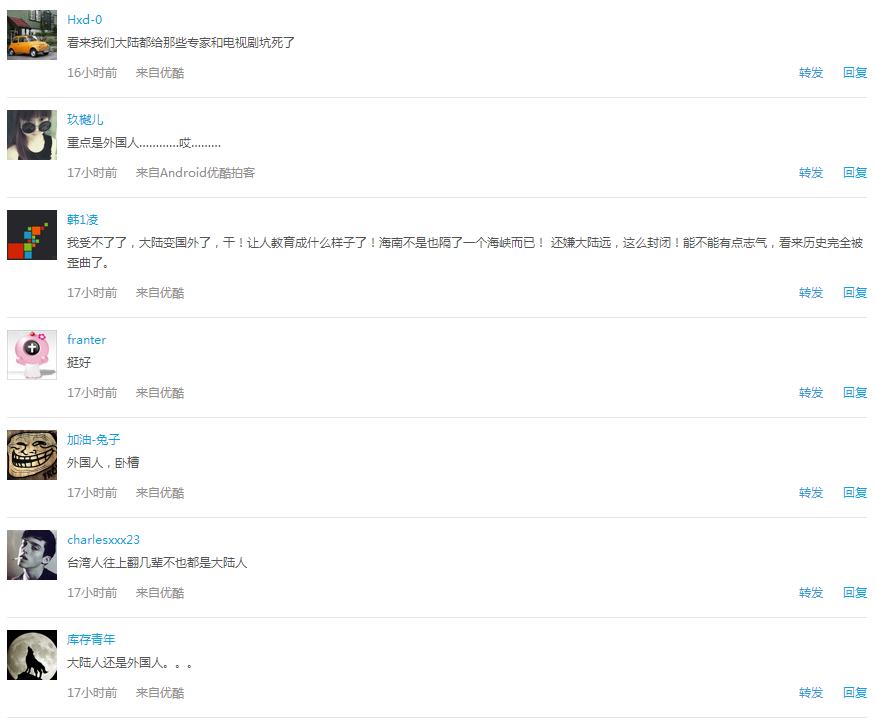 Hxd-0
看来我们大陆都给那些专家和电视剧坑死了
16小时前 来自优酷 转发 回复
玖樾儿
重点是外国人…………哎………
17小时前 来自Android优酷拍客 转发 回复
韩1凌
我受不了了，大陆变国外了，干！让人教育成什么样子了！海南不是也隔了一个海峡而已！ 还嫌大陆远，这么封闭！能不能有点志气，看来历史完全被
歪曲了。
17小时前 来自优酷 转发 回复
franter
挺好
17小时前 来自优酷 转发 回复
加油-兔子
外国人，卧槽
17小时前 来自优酷 转发 回复
charlesxxx23
台湾人往上翻几辈不也都是大陆人
17小时前 来自优酷 转发 回复
库存青年
大陆人还是外国人。。。
17小时前 来自优酷 转发 回复